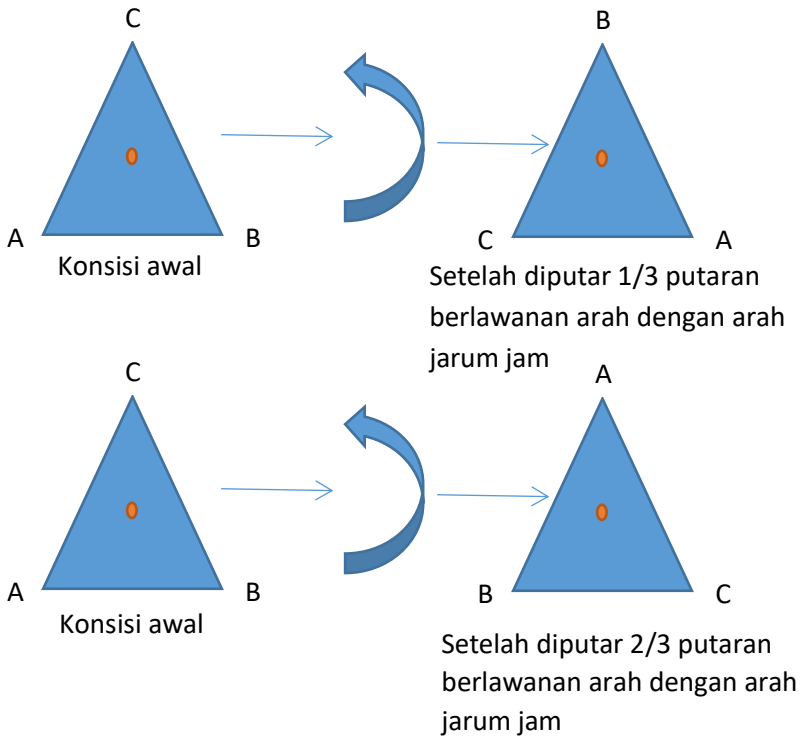 C
B
A
B
C
A
Konsisi awal
Setelah diputar 1/3 putaran
berlawanan arah dengan arah
jarum jam
C
A
A
B
B
C
Konsisi awal
Setelah diputar 2/3 putaran
berlawanan arah dengan arah
jarum jam